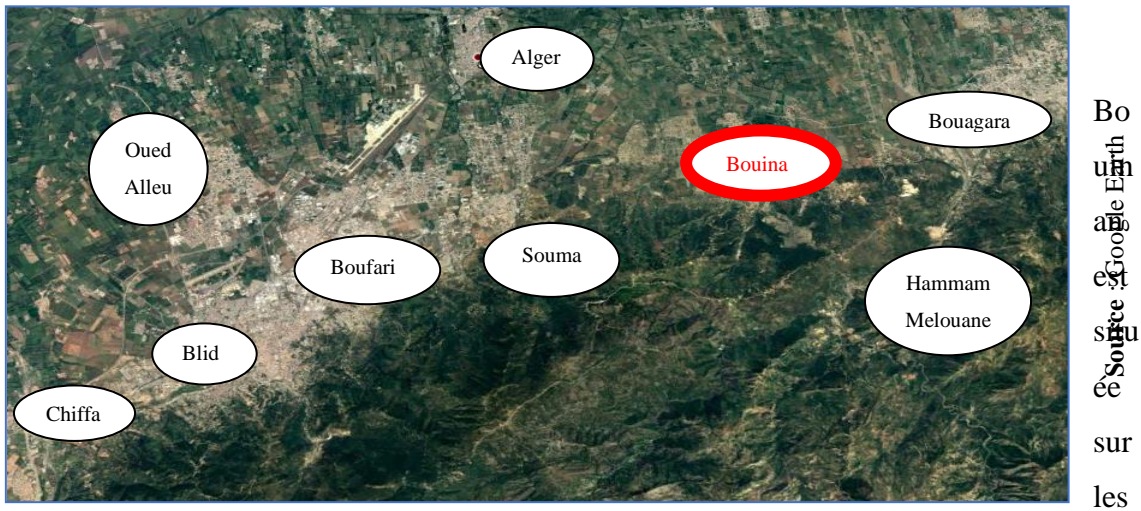 Alger
Bouagara
Oued
Alleu
Bouina
Boufari
Souma
Hammam
Melouane
Blid
Chiffa
Bo
um
an
est
situ
ée
sur
les
Source : Google Earth